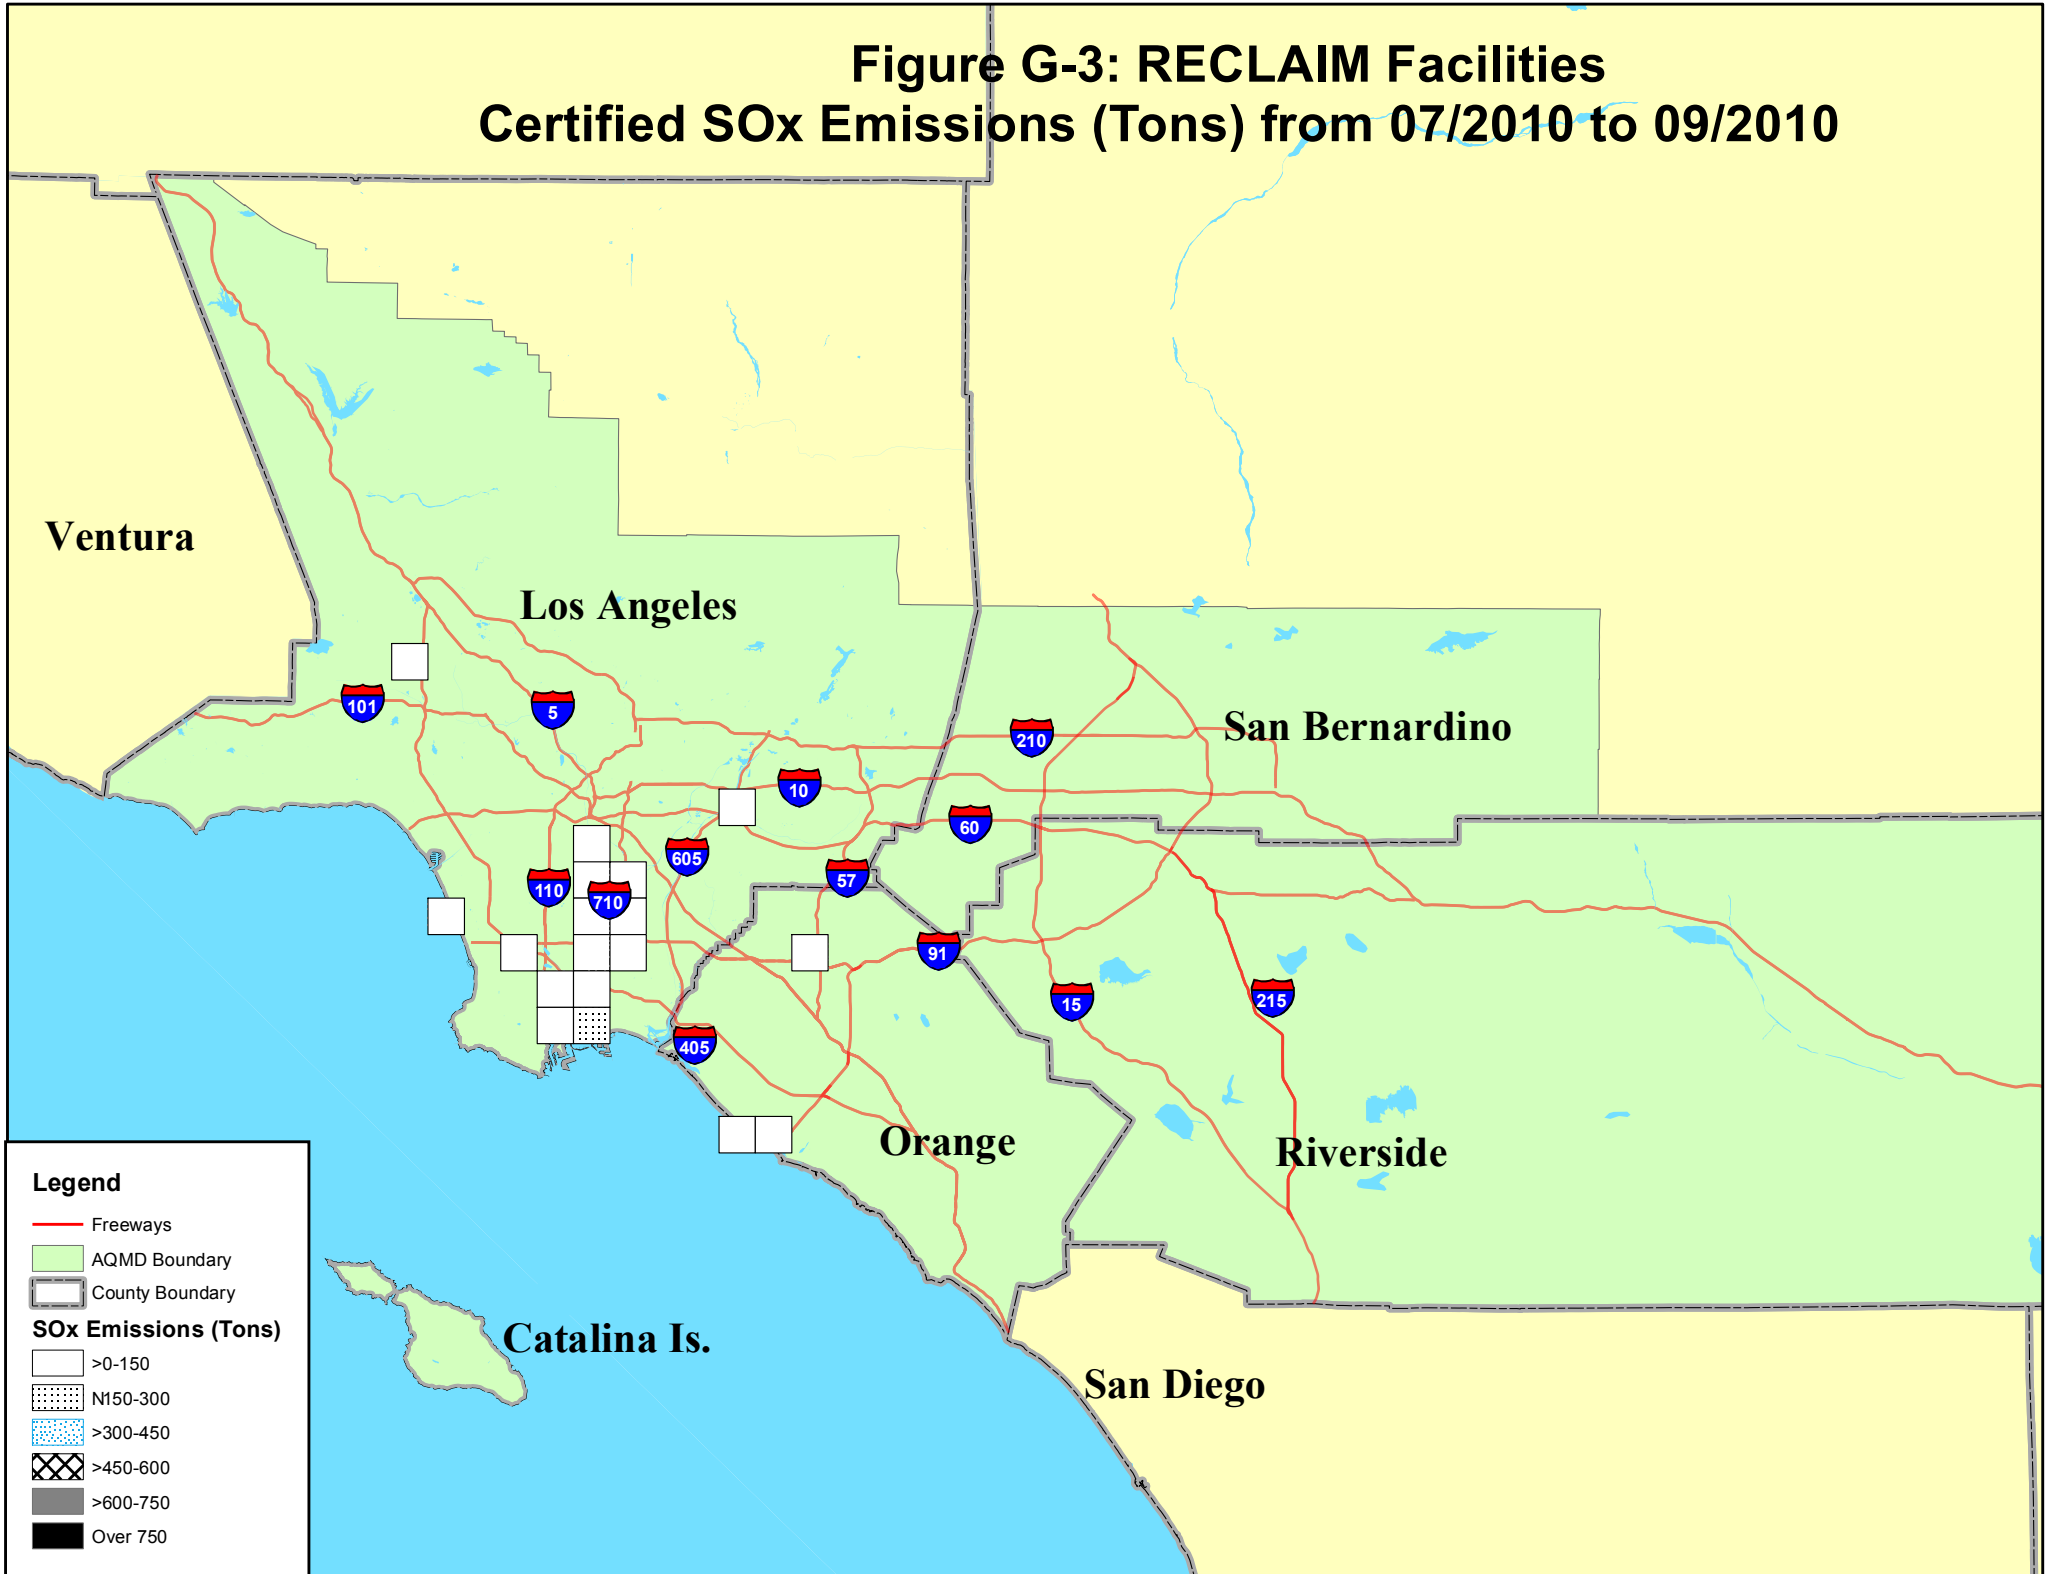 Figure G-3: RECLAIM Facilities
Certified SOx Emissions (Tons) from 07/2010 to 09/2010
Ventura
Los Angeles
101
5
210
San Bernardino
10
60
605
110
710
57
91
15
215
405
Orange
Riverside
Catalina Is.
San Diego
Legend
Freeways
AQMD Boundary
County Boundary
SOx Emissions (Tons)
>0-150
N150-300
>300-450
>450-600
>600-750
Over 750